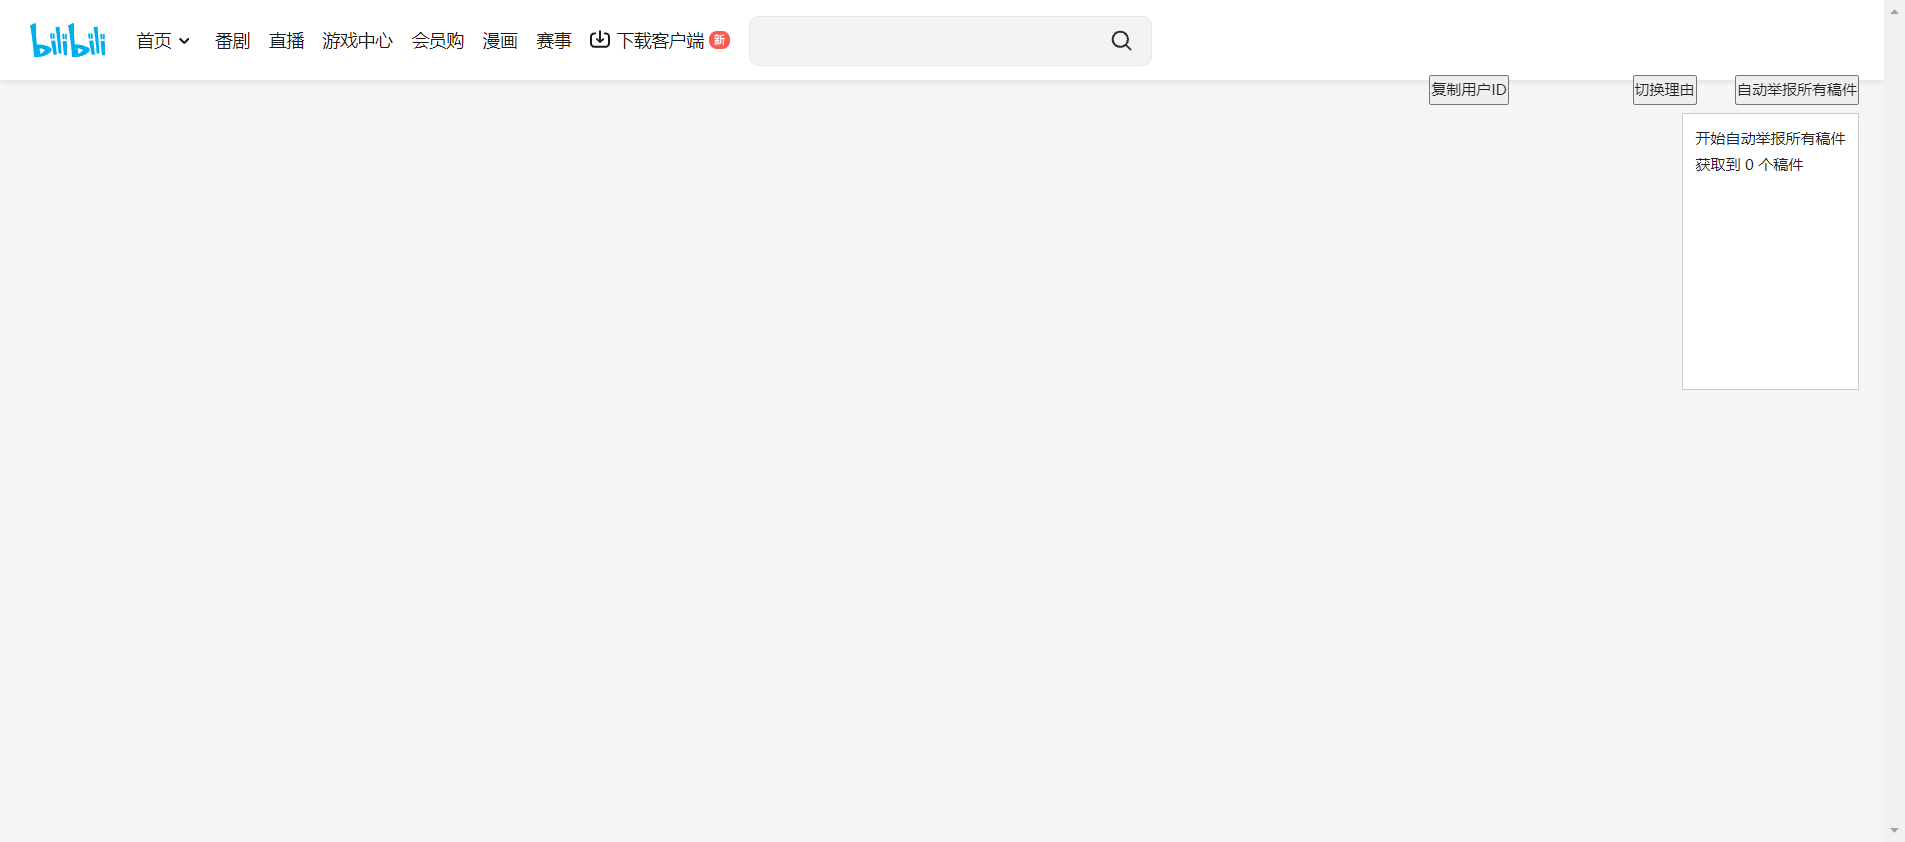 bilibili 首页 番剧 直播 游戏中心 会员购 漫画 赛事 下载客户端 新
复制用户ID 切换理由 自动举报所有稿件
开始自动举报所有稿件
获取到 0 个稿件